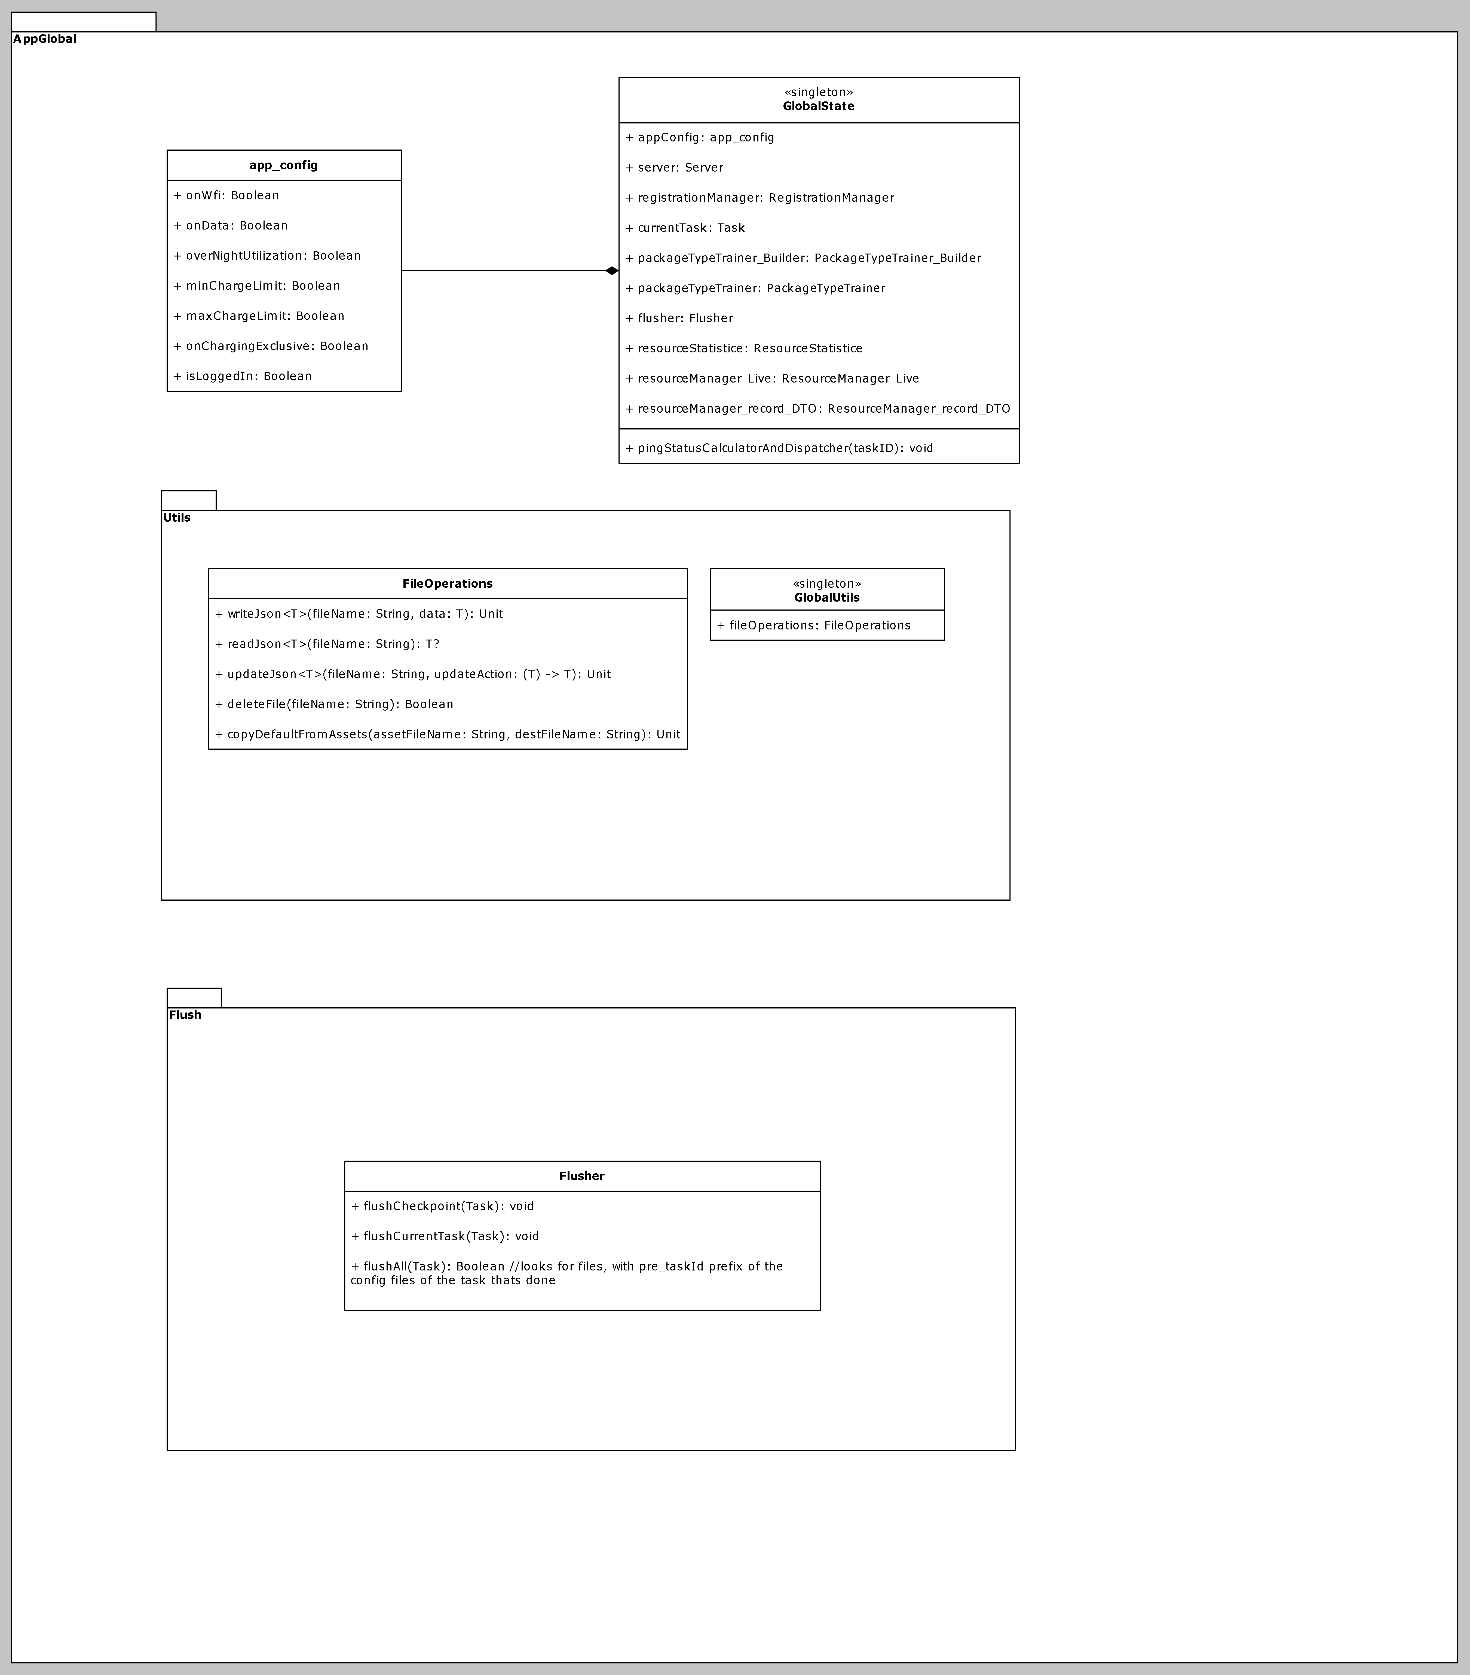 AppGlobal
«singleton»
GlobalState
+ appConfig: app_config
+ server: Server
+ registrationManager: RegistrationManager
+ currentTask: Task
+ packageTypeTrainer_Builder: PackageTypeTrainer_Builder
+ packageTypeTrainer: PackageTypeTrainer
+ flusher: Flusher
+ resourceStatistice: ResourceStatistice
+ resourceManager_Live: ResourceManager_Live
+ resourceManager_record_DTO: ResourceManager_record_DTO
+ pingStatusCalculatorAndDispatcher(taskID): void
app_config
+ onWfi: Boolean
+ onData: Boolean
+ overNightUtilization: Boolean
+ minChargeLimit: Boolean
+ maxChargeLimit: Boolean
+ onChargingExclusive: Boolean
+ isLoggedIn: Boolean
Utils
FileOperations
+ writeJson<T>(fileName: String, data: T): Unit
+ readJson<T>(fileName: String): T?
+ updateJson<T>(fileName: String, updateAction: (T) -> T): Unit
+ deleteFile(fileName: String): Boolean
+ copyDefaultFromAssets(assetFileName: String, destFileName: String): Unit
«singleton»
GlobalUtils
+ fileOperations: FileOperations
Flush
Flusher
+ flushCheckpoint(Task): void
+ flushCurrentTask(Task): void
+ flushAll(Task): Boolean //looks for files, with pre_taskId prefix of the
config files of the task thats done